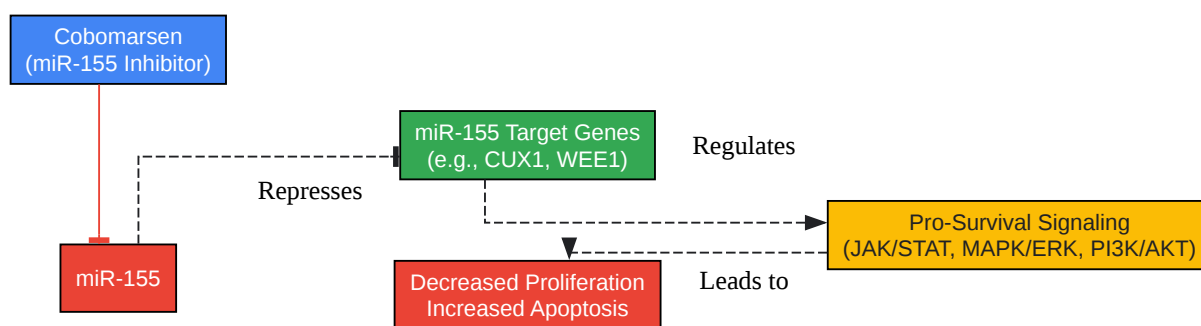 Cobomarsen
(miR-155 Inhibitor)
miR-155 Target Genes
(e.g., CUX1, WEE1)
Regulates
Represses
Pro-Survival Signaling
(JAK/STAT, MAPK/ERK, PI3K/AKT)
miR-155
Decreased Proliferation
Increased Apoptosis
Leads to